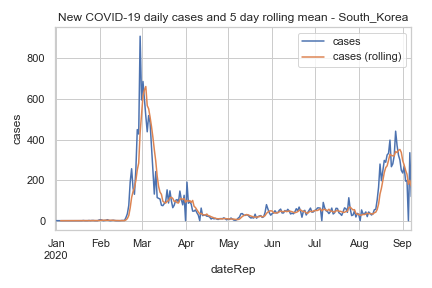 New COVID-19 daily cases and 5 day rolling mean - South_Korea
cases
cases (rolling)
800
600
400
200
0
cases
Jan Feb Mar Apr May Jun Jul Aug Sep
2020
dateRep